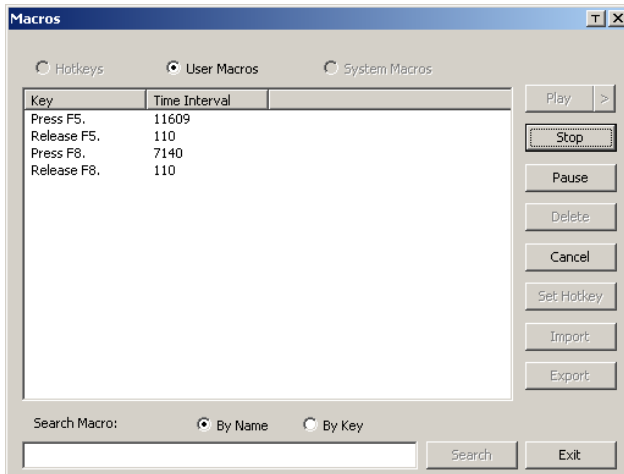 Macros
Hotkeys User Macros System Macros
Key Time Interval
Press F5. 11609
Release F5. 110
Press F8. 7140
Release F8. 110
Play >
Stop
Pause
Delete
Cancel
Set Hotkey
Import
Export
Search Macro: By Name By Key
Search Exit